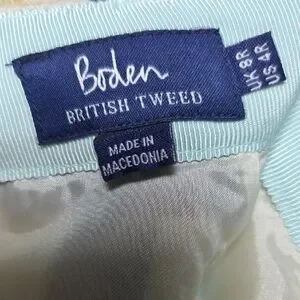 Boden
BRITISH TWEED
UK 8R
US 4R
MADE IN
MACEDONIA